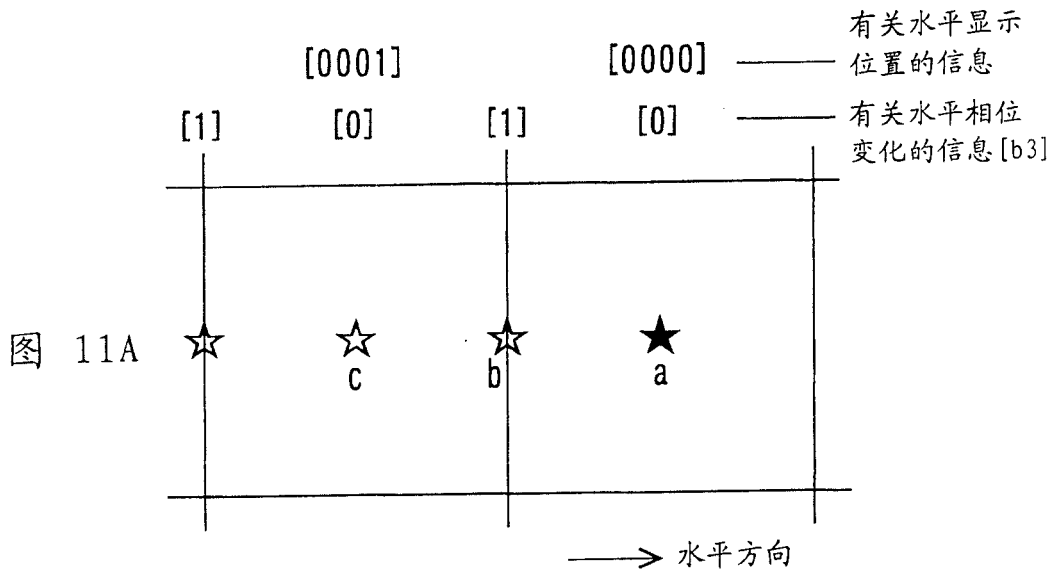 有关水平显示
[0001] [0000] 位置的信息
[1] [0] [1] [0] 有关水平相位
变化的信息[b3]
图 11A
c b a
水平方向